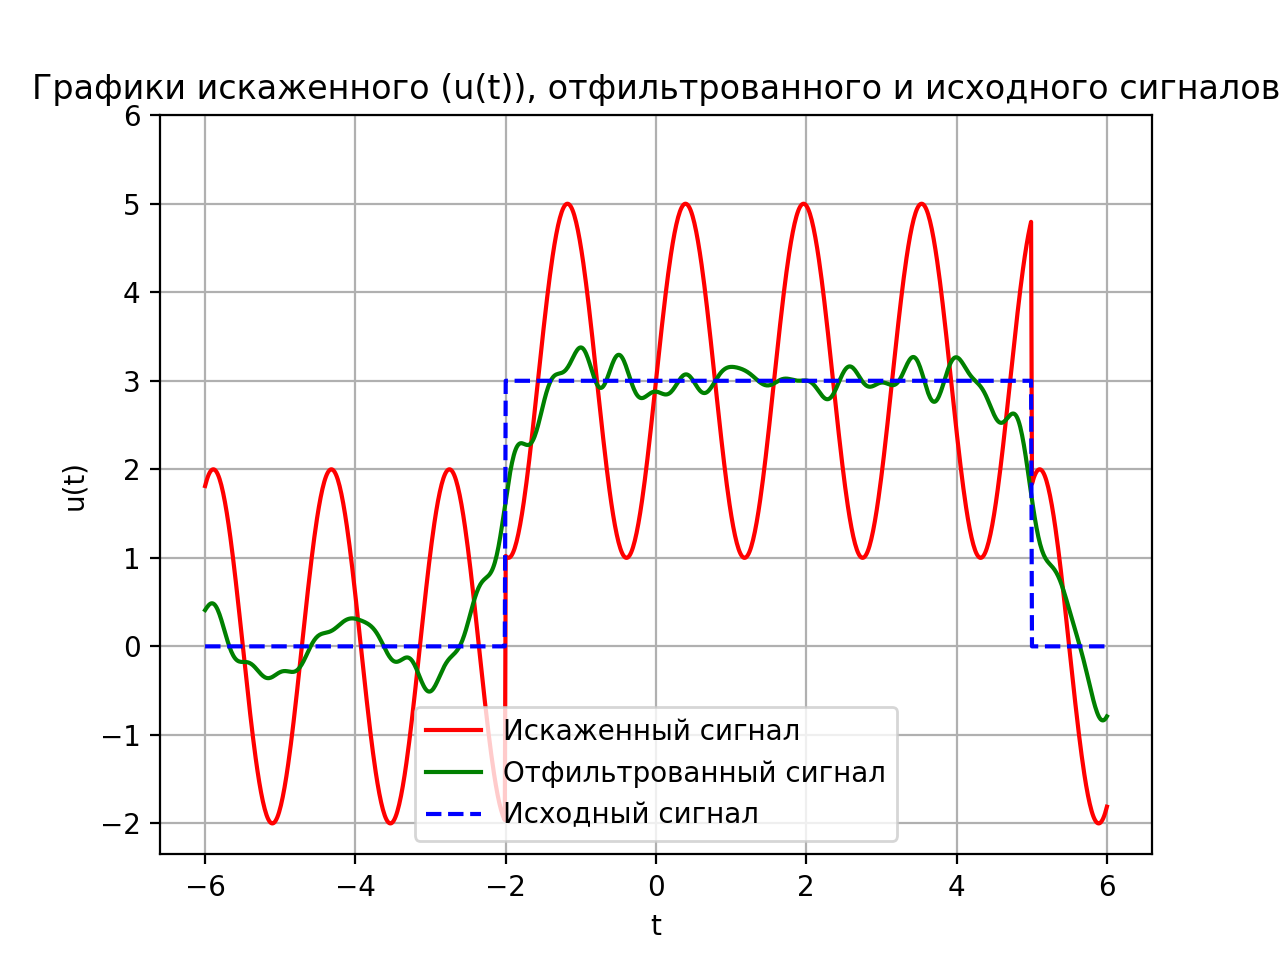 Графики искаженного (u(t)), отфильтрованного и исходного сигналов
6
5
4
3
2
1
0
−1
−2
u(t)
Искаженный сигнал
Отфильтрованный сигнал
Исходный сигнал
−6 −4 −2 0 2 4 6
t